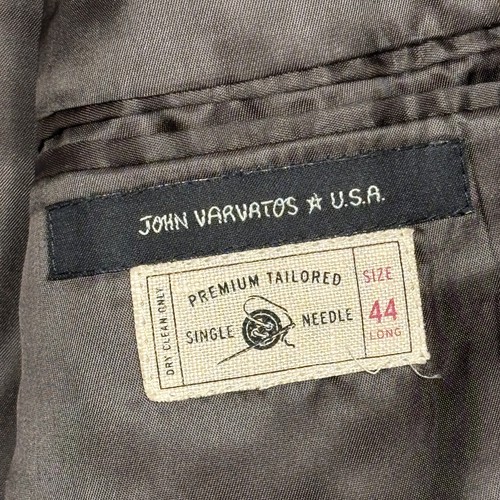 JOHN VARVATOS ☆ U.S.A.
DRY CLEAN ONLY
PREMIUM TAILORED
SINGLE NEEDLE
SIZE
44
LONG